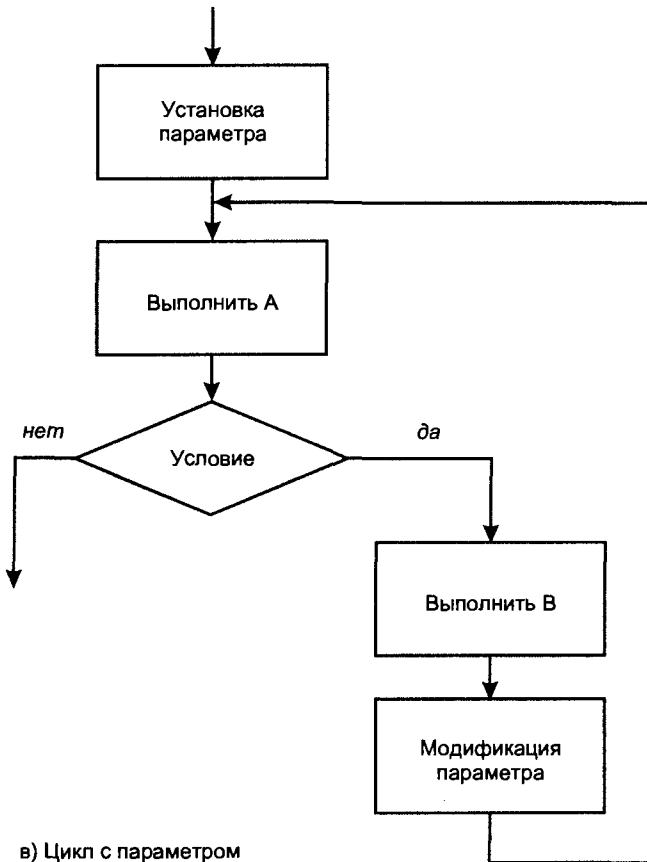 Установка
параметра
Выполнить А
нет
Условие
да
Выполнить В
Модификация
параметра
в) Цикл с параметром